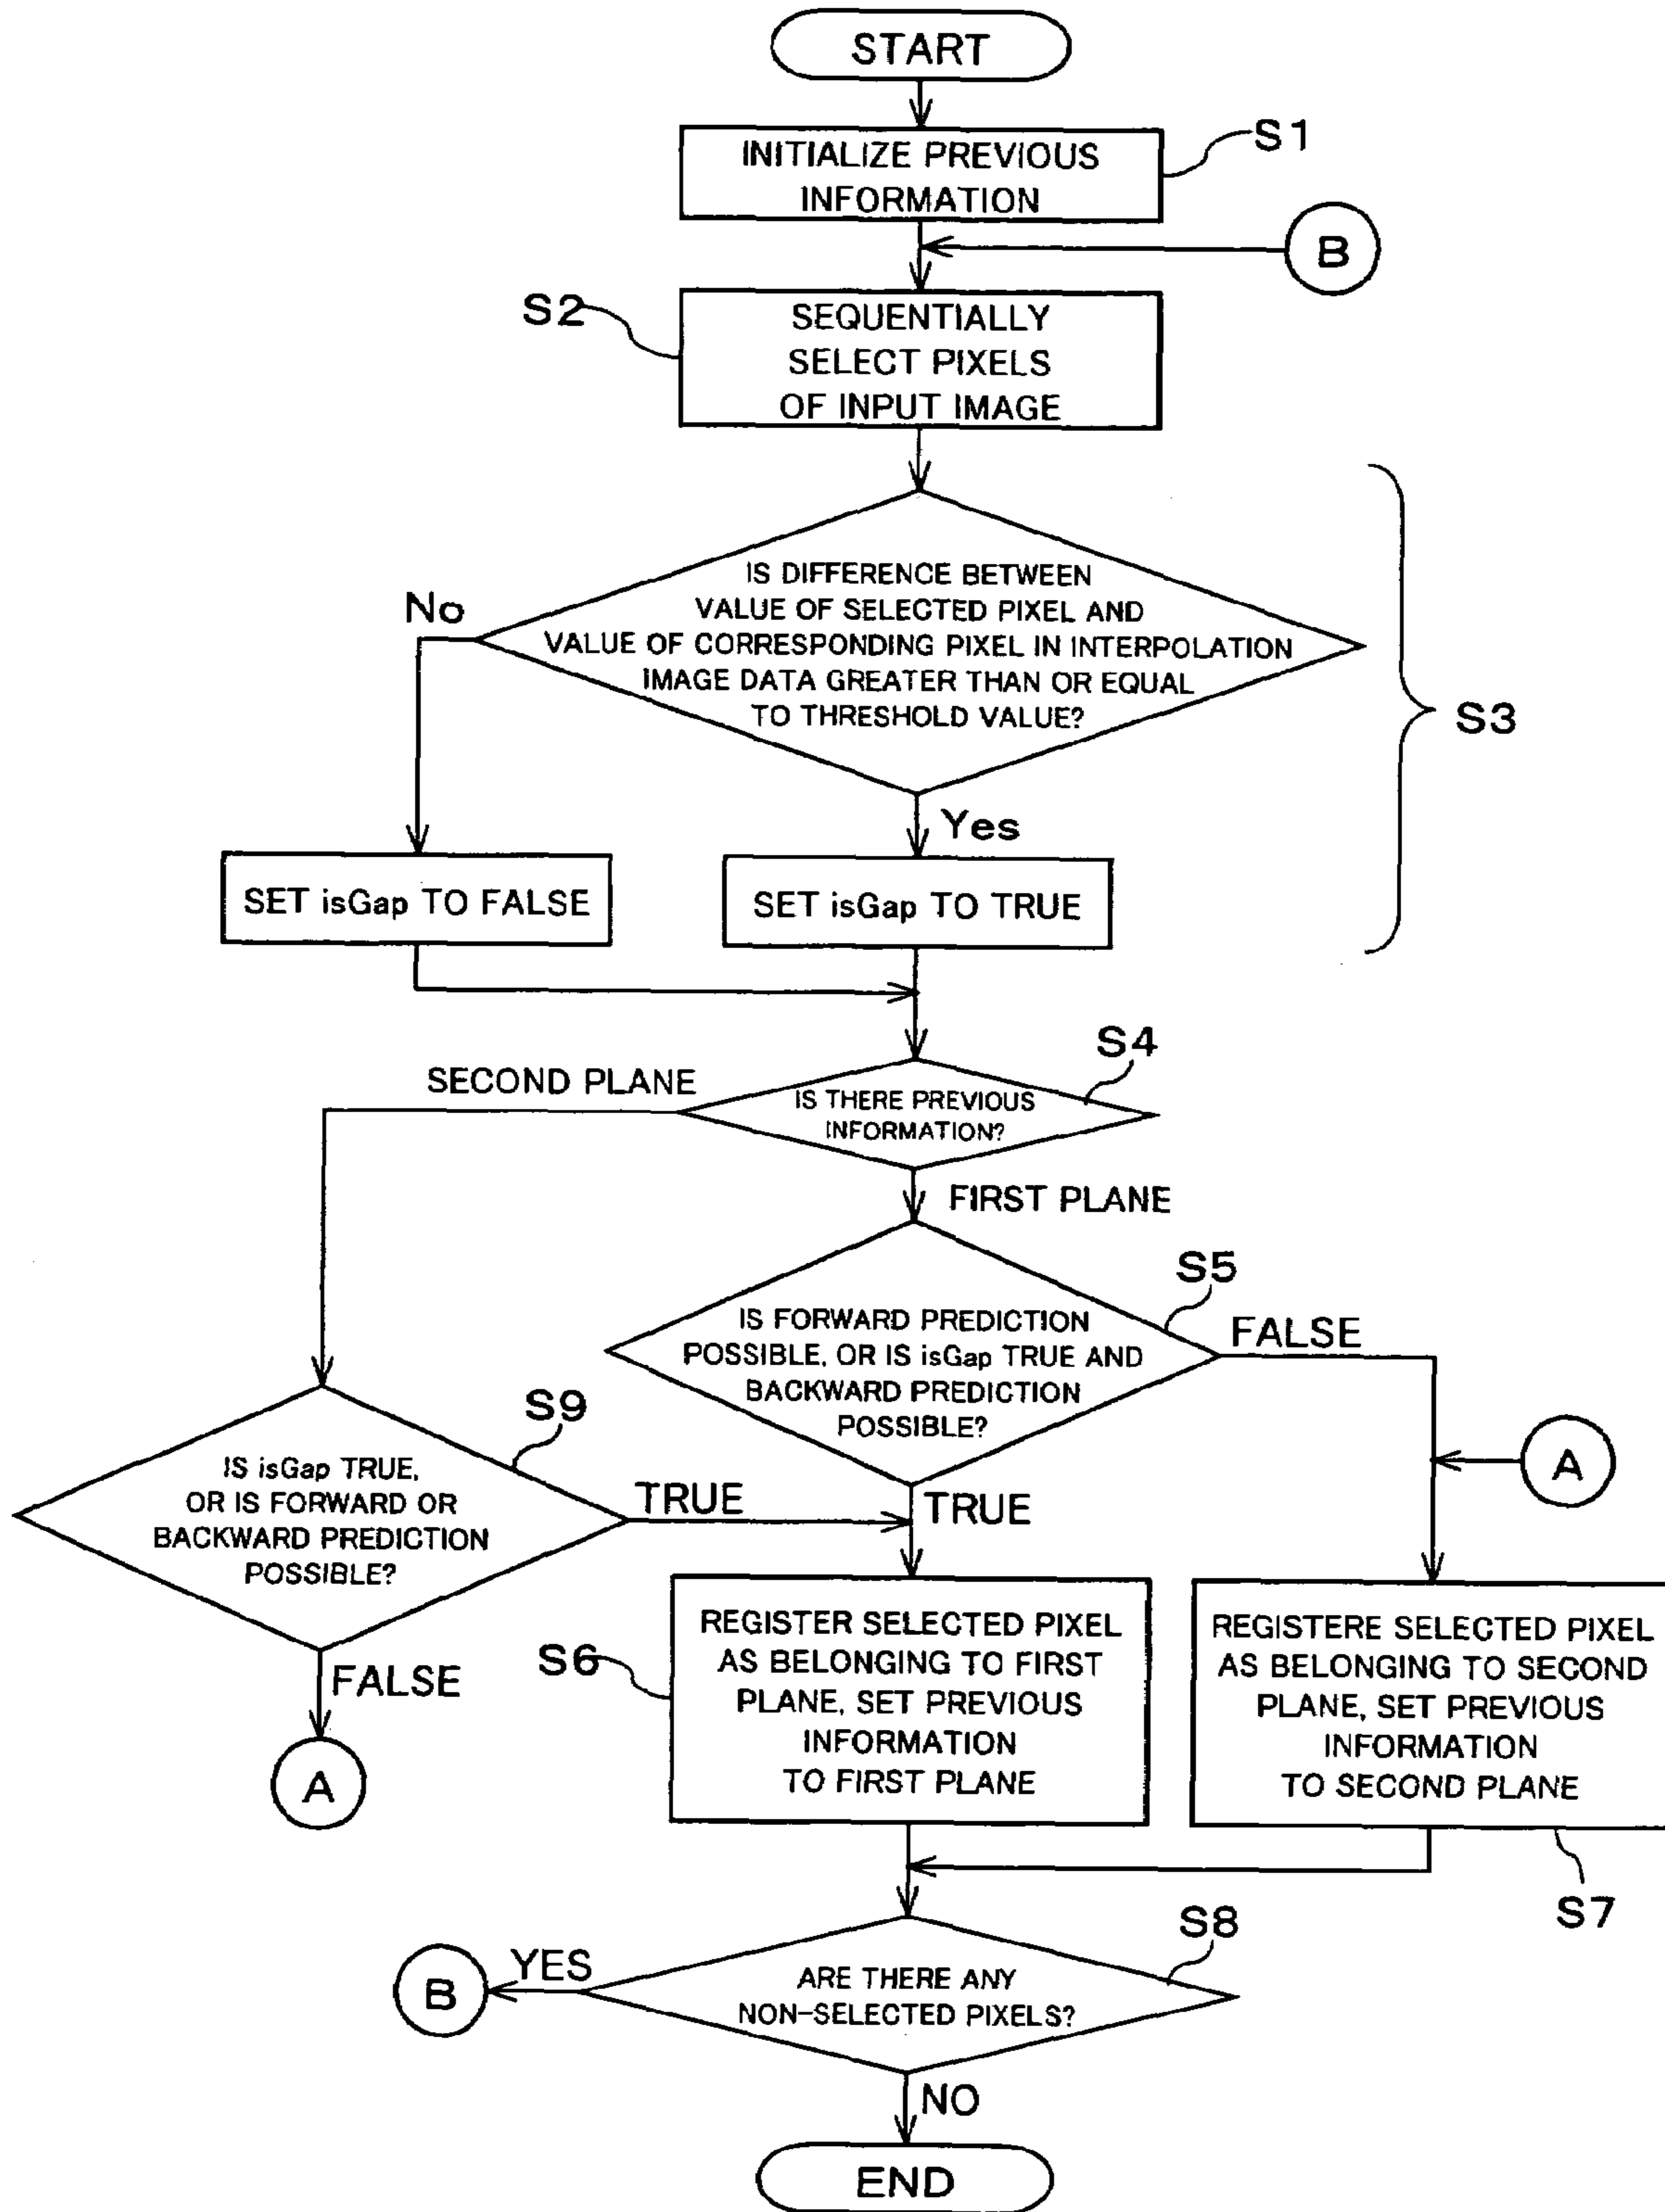 START
INITIALIZE PREVIOUS
INFORMATION
S1
B
S2
SEQUENTIALLY
SELECT PIXELS
OF INPUT IMAGE
IS DIFFERENCE BETWEEN
VALUE OF SELECTED PIXEL AND
VALUE OF CORRESPONDING PIXEL IN INTERPOLATION
IMAGE DATA GREATER THAN OR EQUAL
TO THRESHOLD VALUE?
No
S3
Yes
SET isGap TO FALSE
SET isGap TO TRUE
S4
SECOND PLANE
IS THERE PREVIOUS
INFORMATION?
FIRST PLANE
S5
IS FORWARD PREDICTION
POSSIBLE, OR IS isGap TRUE AND
BACKWARD PREDICTION
POSSIBLE?
FALSE
S9
IS isGap TRUE,
OR IS FORWARD OR
BACKWARD PREDICTION
POSSIBLE?
TRUE
TRUE
A
FALSE
A
S6
REGISTER SELECTED PIXEL
AS BELONGING TO FIRST
PLANE, SET PREVIOUS
INFORMATION
TO FIRST PLANE
REGISTERE SELECTED PIXEL
AS BELONGING TO SECOND
PLANE, SET PREVIOUS
INFORMATION
TO SECOND PLANE
S7
S8
ARE THERE ANY
NON-SELECTED PIXELS?
YES
B
NO
END